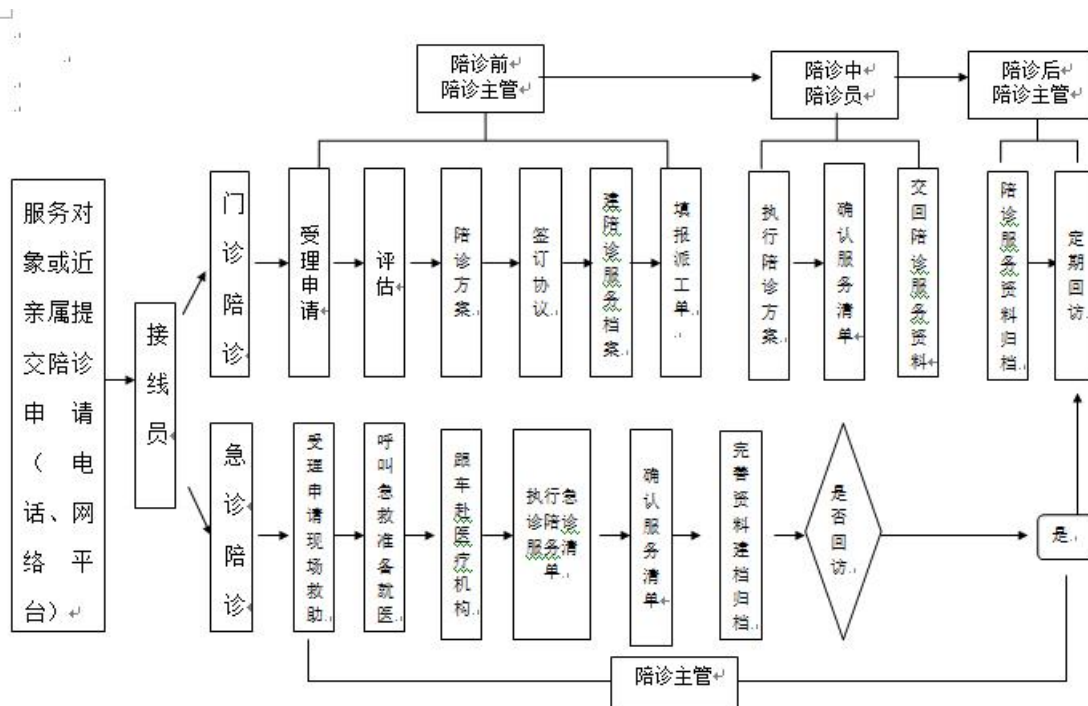 陪诊前
陪诊主管
陪诊中
陪诊员
陪诊后
陪诊主管
服务对
象或近
亲属提
交陪诊
申请
（电
话、网
络平
台）
接线员
门诊陪诊
受理申请
评估
陪诊方案
签订协议
建陪诊服务档案
填报派工单
执行陪诊方案
确认服务清单
交回陪诊服务资料
陪诊服务资料归档
定期回访
急诊陪诊
受理申请现场救助
呼叫急救准备就医
跟车赴医疗机构
执行急
诊陪诊
服务清
单
确认服务清单
完善资料建档归档
是否回访
是
陪诊主管